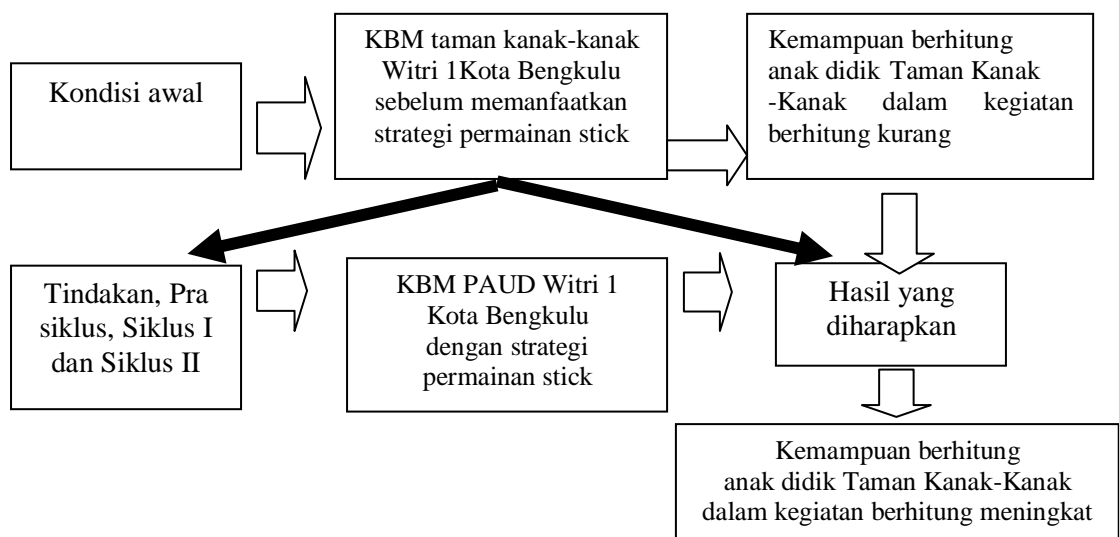 Kondisi awal
KBM taman kanak-kanak
Witri 1Kota Bengkulu
sebelum memanfaatkan
strategi permainan stick
Kemampuan berhitung
anak didik Taman Kanak
-Kanak dalam kegiatan
berhitung kurang
Tindakan, Pra
siklus, Siklus I
dan Siklus II
KBM PAUD Witri 1
Kota Bengkulu
dengan strategi
permainan stick
Hasil yang
diharapkan
Kemampuan berhitung
anak didik Taman Kanak-Kanak
dalam kegiatan berhitung meningkat